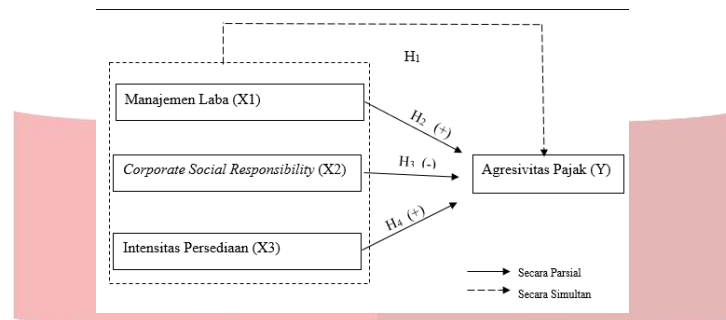 H1
Manajemen Laba (X1)
H2 (+)
Corporate Social Responsibility (X2)
H3 (-)
Agresivitas Pajak (Y)
H4 (+)
Intensitas Persediaan (X3)
Secara Parsial
Secara Simultan